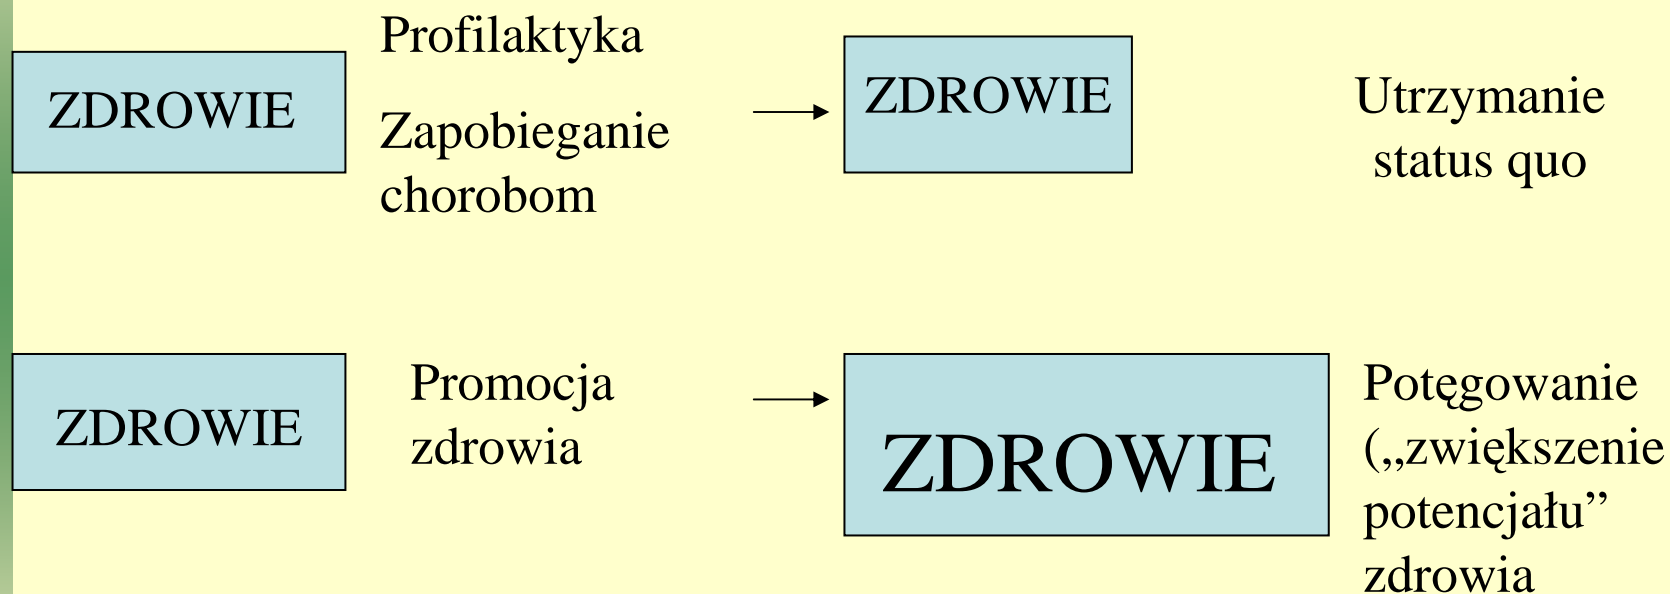 ZDROWIE
Profilaktyka
Zapobieganie
chorobom
ZDROWIE
Utrzymanie
status quo
ZDROWIE
Promocja
zdrowia
ZDROWIE
Potęgowanie
(„zwiększenie
potencjału”
zdrowia